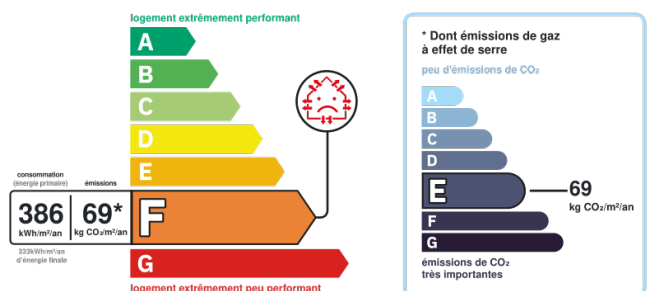 logement extrêmement performant
A
B
C
D
E
consommation
(énergie primaire)
émissions
386
kWh/m²/an
69*
kg CO₂/m²/an
F
333kWh/m²/an
d'énergie finale
G
logement extrêmement peu performant
* Dont émissions de gaz
à effet de serre
peu d'émissions de CO₂
A
B
C
D
E
69
kg CO₂/m²/an
F
G
émissions de CO₂
très importantes